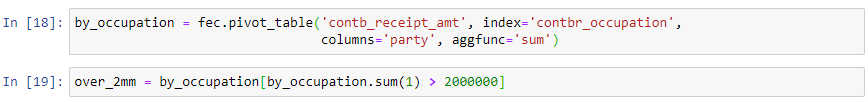 In [18]: by_occupation = fec.pivot_table('contb_receipt_amt', index='contbr_occupation',
columns='party', aggfunc='sum')
In [19]: over_2mm = by_occupation[by_occupation.sum(1) > 2000000]